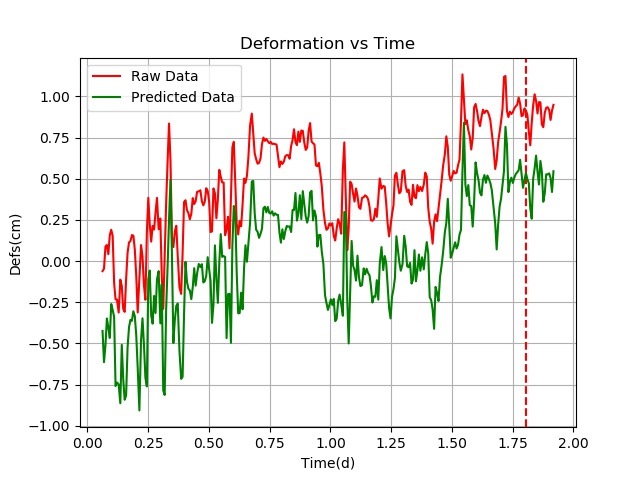 Deformation vs Time
Raw Data
Predicted Data
1.00
0.75
0.50
0.25
0.00
−0.25
−0.50
−0.75
−1.00
Defs(cm)
0.00 0.25 0.50 0.75 1.00 1.25 1.50 1.75 2.00
Time(d)